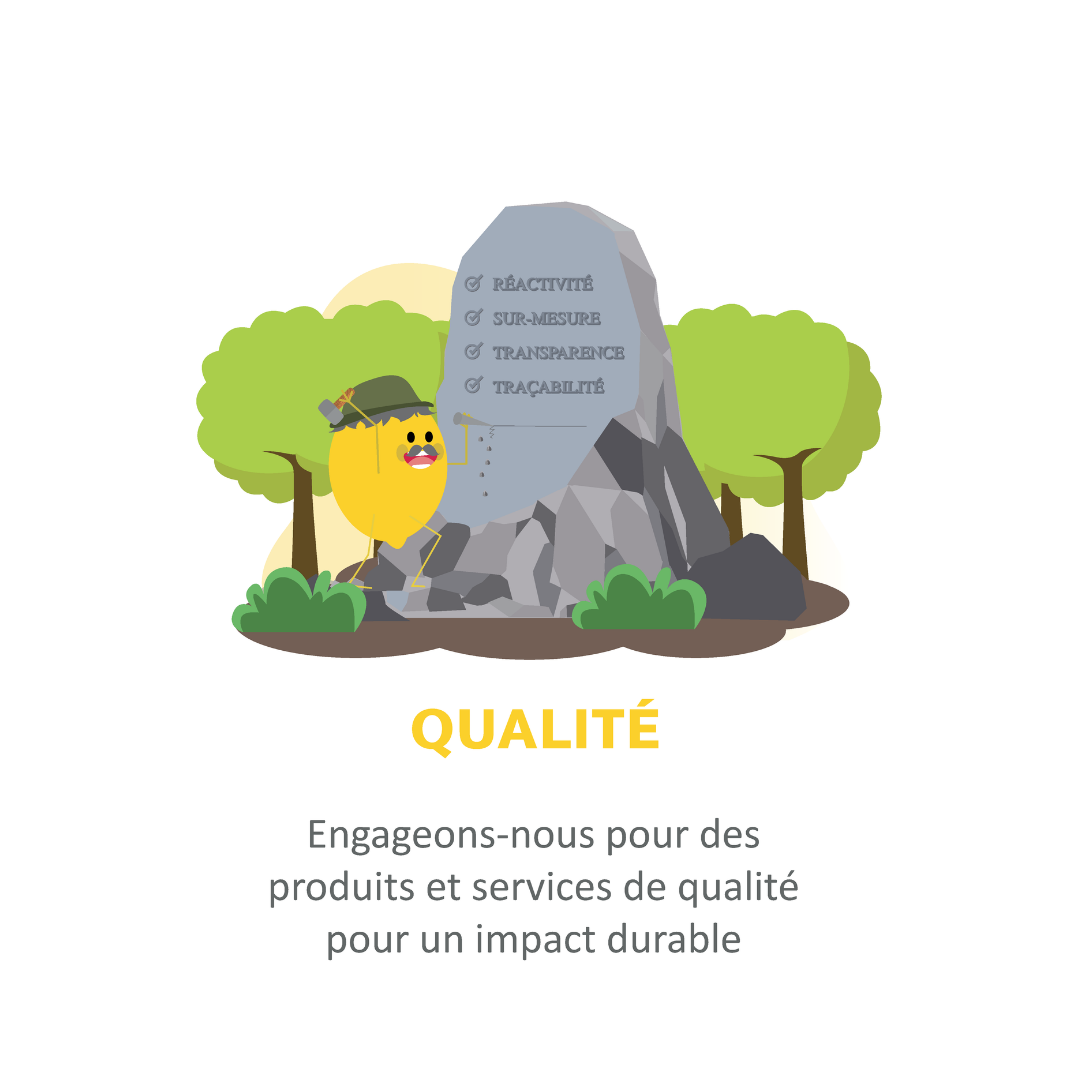 RÉACTIVITÉ
SUR-MESURE
TRANSPARENCE
TRAÇABILITÉ
QUALITÉ
Engageons-nous pour des
produits et services de qualité
pour un impact durable